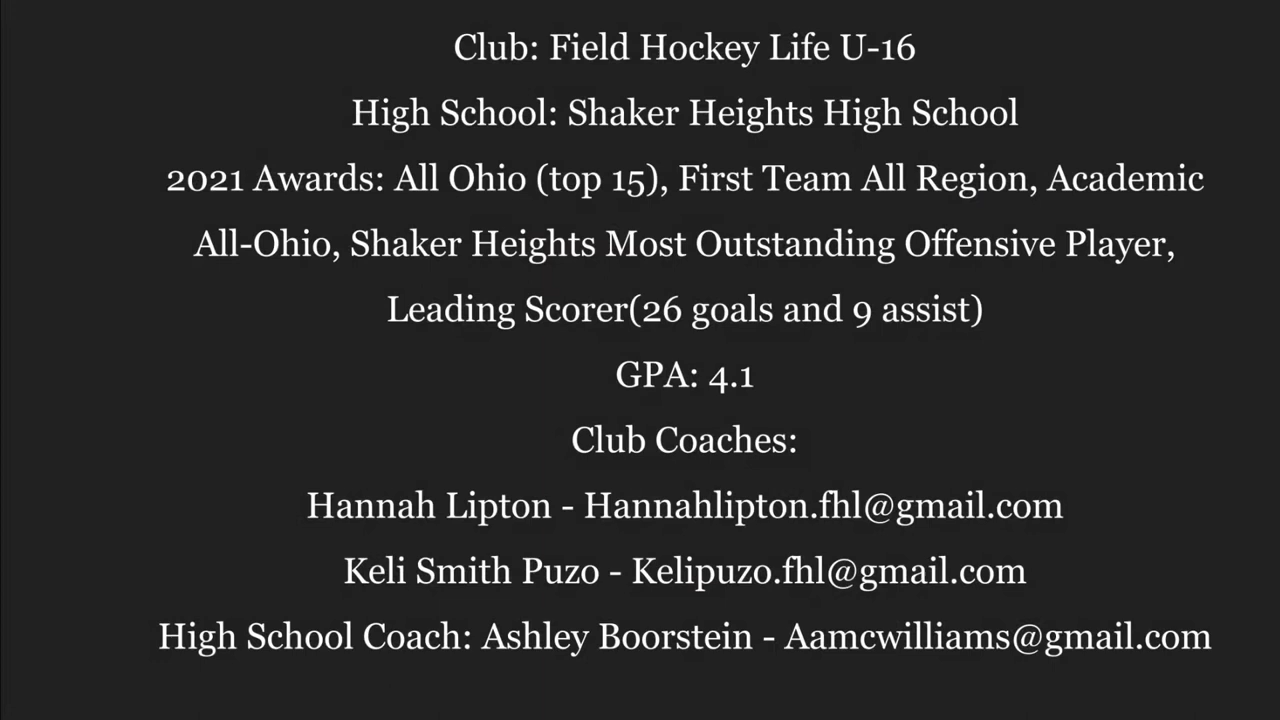 Club: Field Hockey Life U-16
High School: Shaker Heights High School
2021 Awards: All Ohio (top 15), First Team All Region, Academic
All-Ohio, Shaker Heights Most Outstanding Offensive Player,
Leading Scorer(26 goals and 9 assist)
GPA: 4.1
Club Coaches:
Hannah Lipton - Hannahlipton.fhl@gmail.com
Keli Smith Puzo - Kelipuzo.fhl@gmail.com
High School Coach: Ashley Boorstein - Aamcwilliams@gmail.com